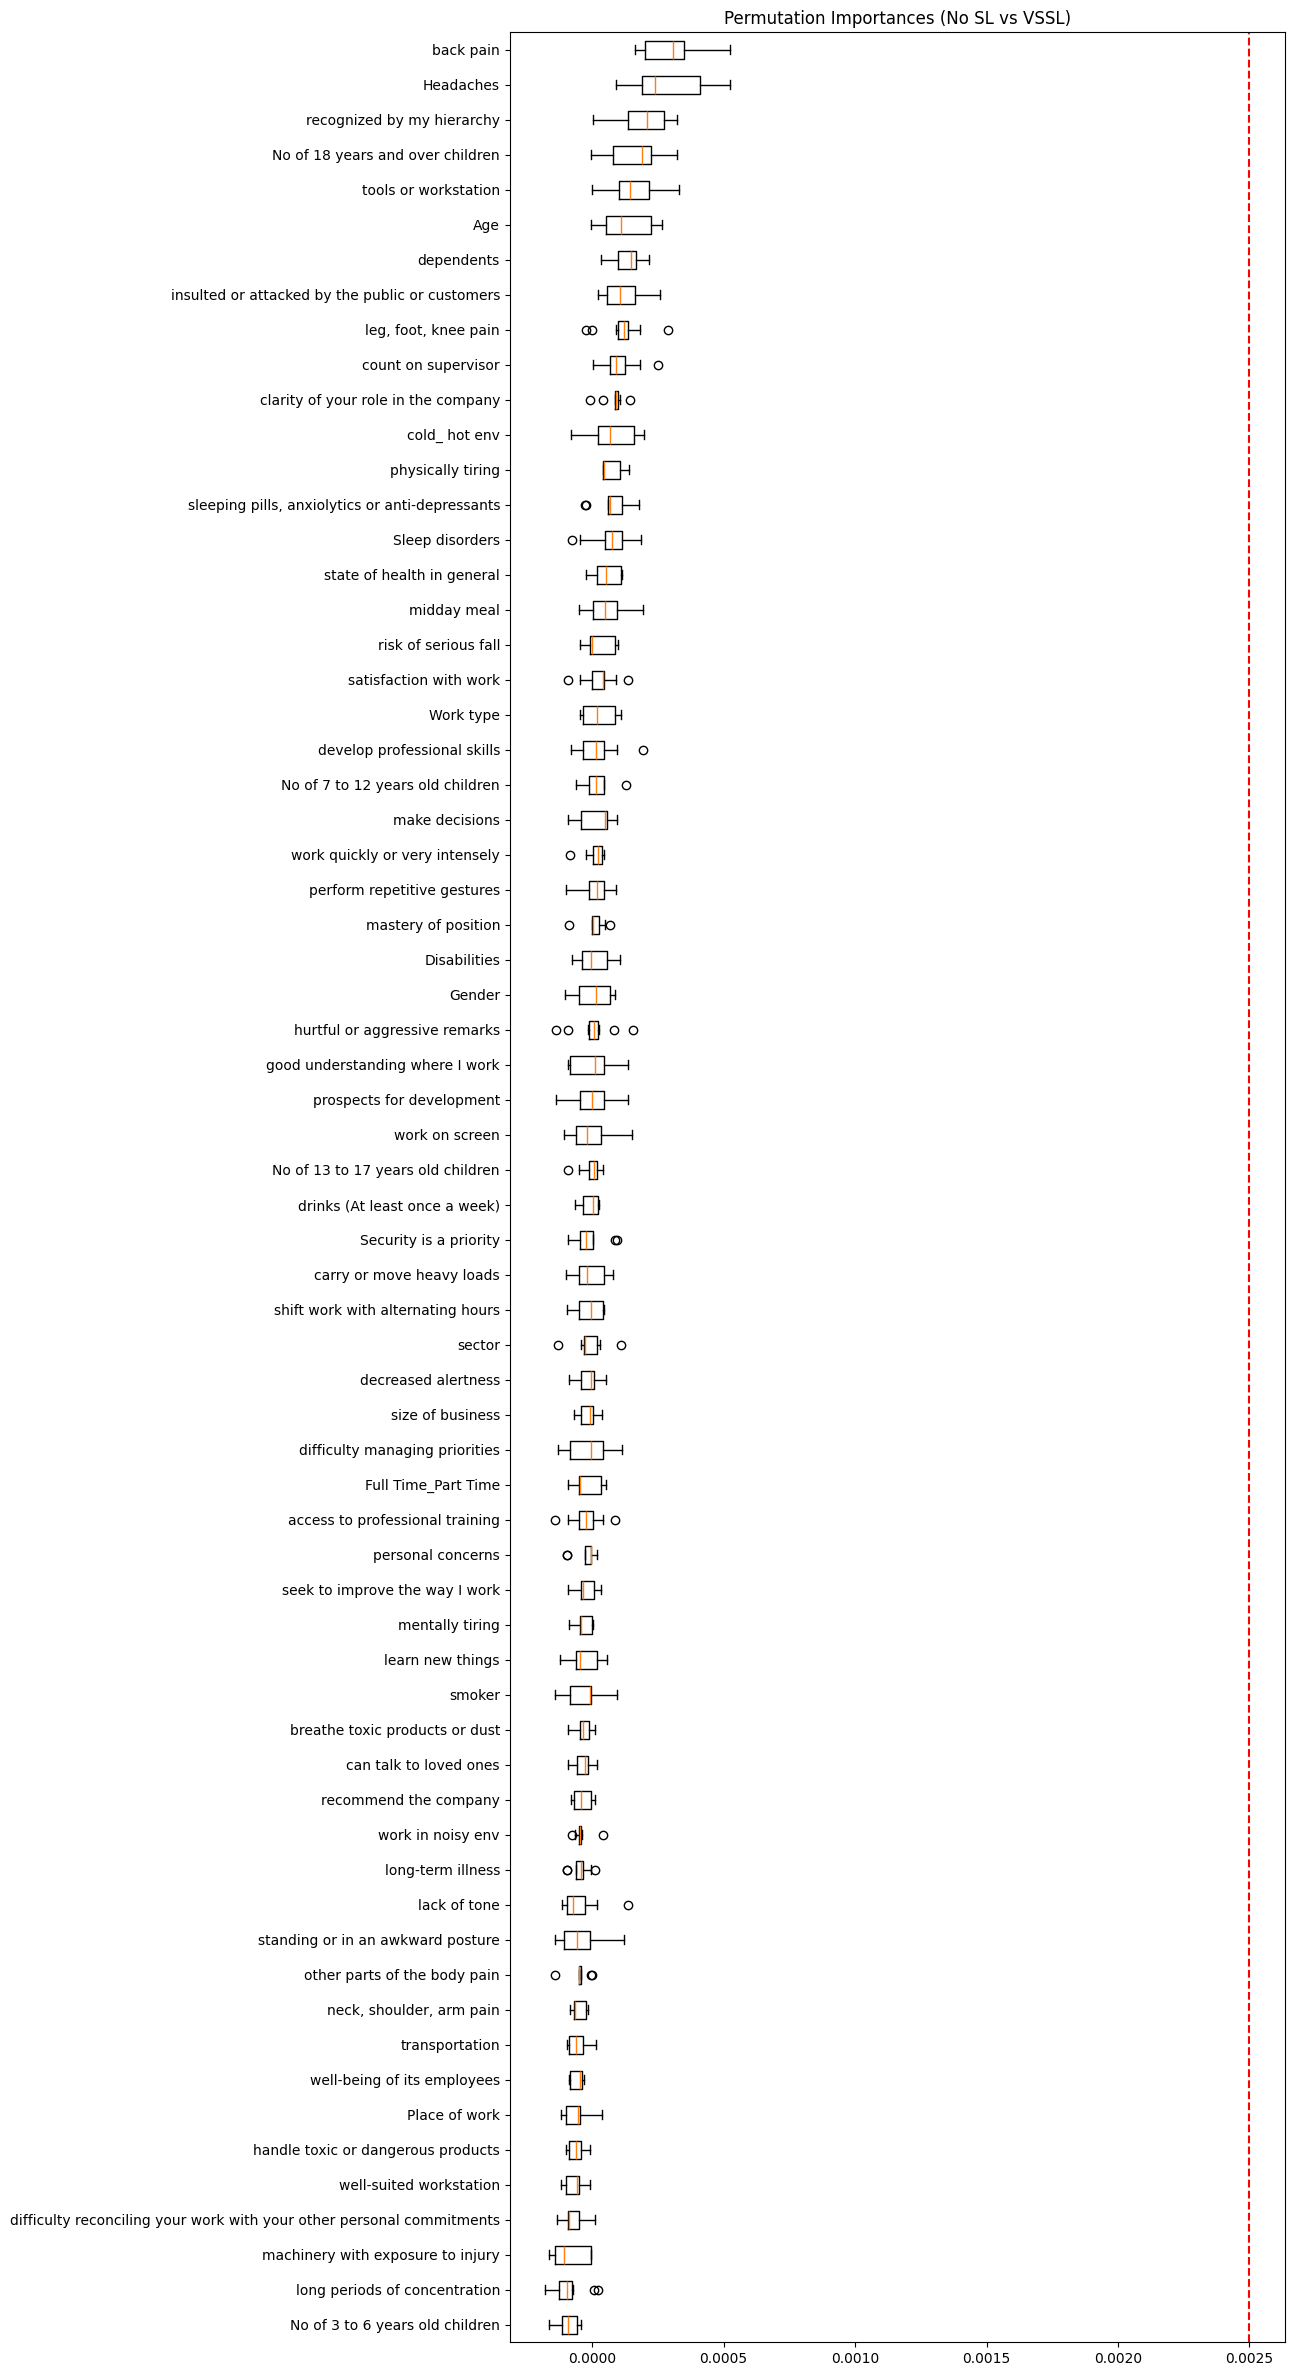 Permutation Importances (No SL vs VSSL)
back pain
Headaches
recognized by my hierarchy
No of 18 years and over children
tools or workstation
Age
dependents
insulted or attacked by the public or customers
leg, foot, knee pain
count on supervisor
clarity of your role in the company
cold_ hot env
physically tiring
sleeping pills, anxiolytics or anti-depressants
Sleep disorders
state of health in general
midday meal
risk of serious fall
satisfaction with work
Work type
develop professional skills
No of 7 to 12 years old children
make decisions
work quickly or very intensely
perform repetitive gestures
mastery of position
Disabilities
Gender
hurtful or aggressive remarks
good understanding where I work
prospects for development
work on screen
No of 13 to 17 years old children
drinks (At least once a week)
Security is a priority
carry or move heavy loads
shift work with alternating hours
sector
decreased alertness
size of business
difficulty managing priorities
Full Time_Part Time
access to professional training
personal concerns
seek to improve the way I work
mentally tiring
learn new things
smoker
breathe toxic products or dust
can talk to loved ones
recommend the company
work in noisy env
long-term illness
lack of tone
standing or in an awkward posture
other parts of the body pain
neck, shoulder, arm pain
transportation
well-being of its employees
Place of work
handle toxic or dangerous products
well-suited workstation
difficulty reconciling your work with your other personal commitments
machinery with exposure to injury
long periods of concentration
No of 3 to 6 years old children
0.0000 0.0005 0.0010 0.0015 0.0020 0.0025